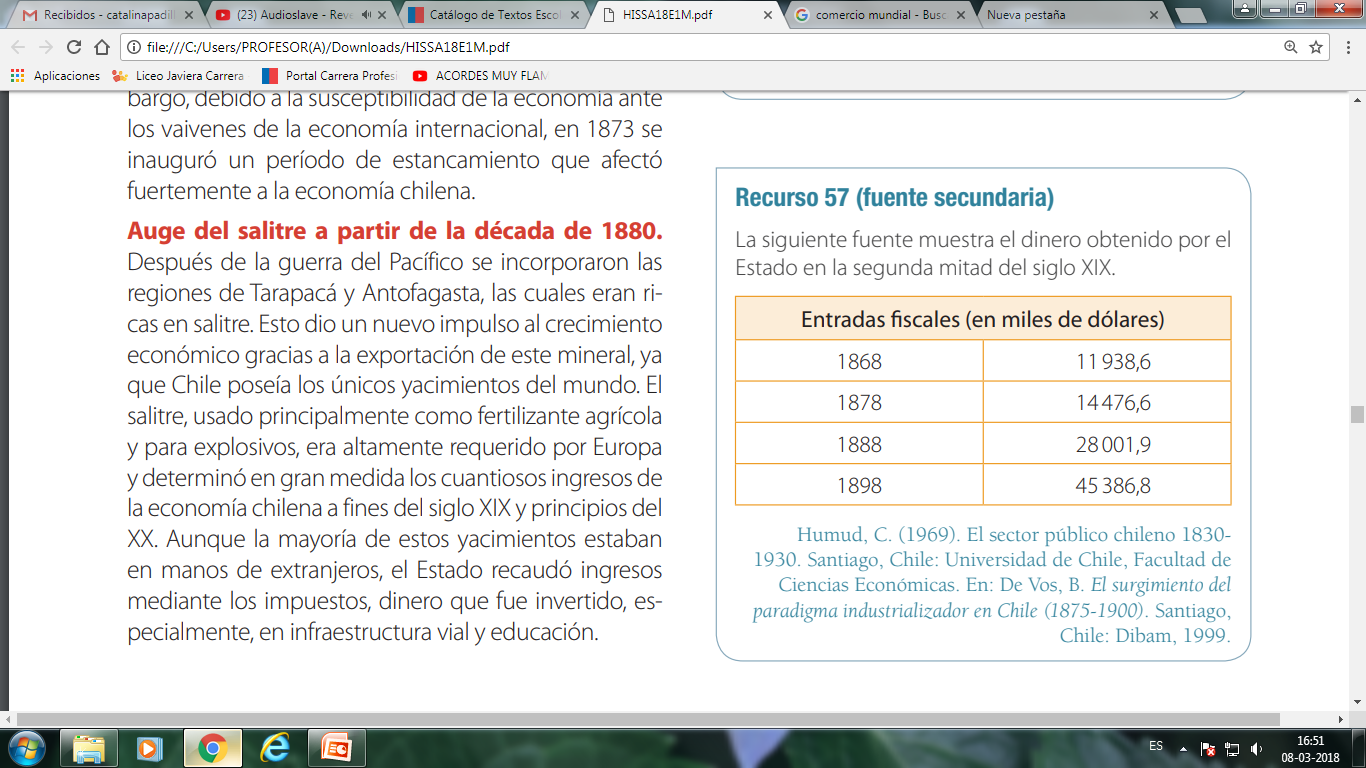 Recibidos - catalinapadill
(23) Audioslave - Reve
Catálogo de Textos Escol
HISSA18E1M.pdf
comercio mundial - Busc
Nueva pestaña
file:///C:/Users/PROFESOR(A)/Downloads/HISSA18E1M.pdf
Aplicaciones
Liceo Javiera Carrera
Portal Carrera Profesi
ACORDES MUY FLAM
bargo, debido a la susceptibilidad de la economía ante
los vaivenes de la economía internacional, en 1873 se
inauguró un período de estancamiento que afectó
fuertemente a la economía chilena.
Auge del salitre a partir de la década de 1880.
Después de la guerra del Pacífico se incorporaron las
regiones de Tarapacá y Antofagasta, las cuales eran ri-
cas en salitre. Esto dio un nuevo impulso al crecimiento
económico gracias a la exportación de este mineral, ya
que Chile poseía los únicos yacimientos del mundo. El
salitre, usado principalmente como fertilizante agrícola
y para explosivos, era altamente requerido por Europa
y determinó en gran medida los cuantiosos ingresos de
la economía chilena a fines del siglo XIX y principios del
XX. Aunque la mayoría de estos yacimientos estaban
en manos de extranjeros, el Estado recaudó ingresos
mediante los impuestos, dinero que fue invertido, es-
pecialmente, en infraestructura vial y educación.
Recurso 57 (fuente secundaria)
La siguiente fuente muestra el dinero obtenido por el
Estado en la segunda mitad del siglo XIX.
Entradas fiscales (en miles de dólares)
1868 11 938,6
1878 14 476,6
1888 28 001,9
1898 45 386,8
Humud, C. (1969). El sector público chileno 1830-
1930. Santiago, Chile: Universidad de Chile, Facultad de
Ciencias Económicas. En: De Vos, B. El surgimiento del
paradigma industrializador en Chile (1875-1900). Santiago,
Chile: Dibam, 1999.
ES
16:51
08-03-2018